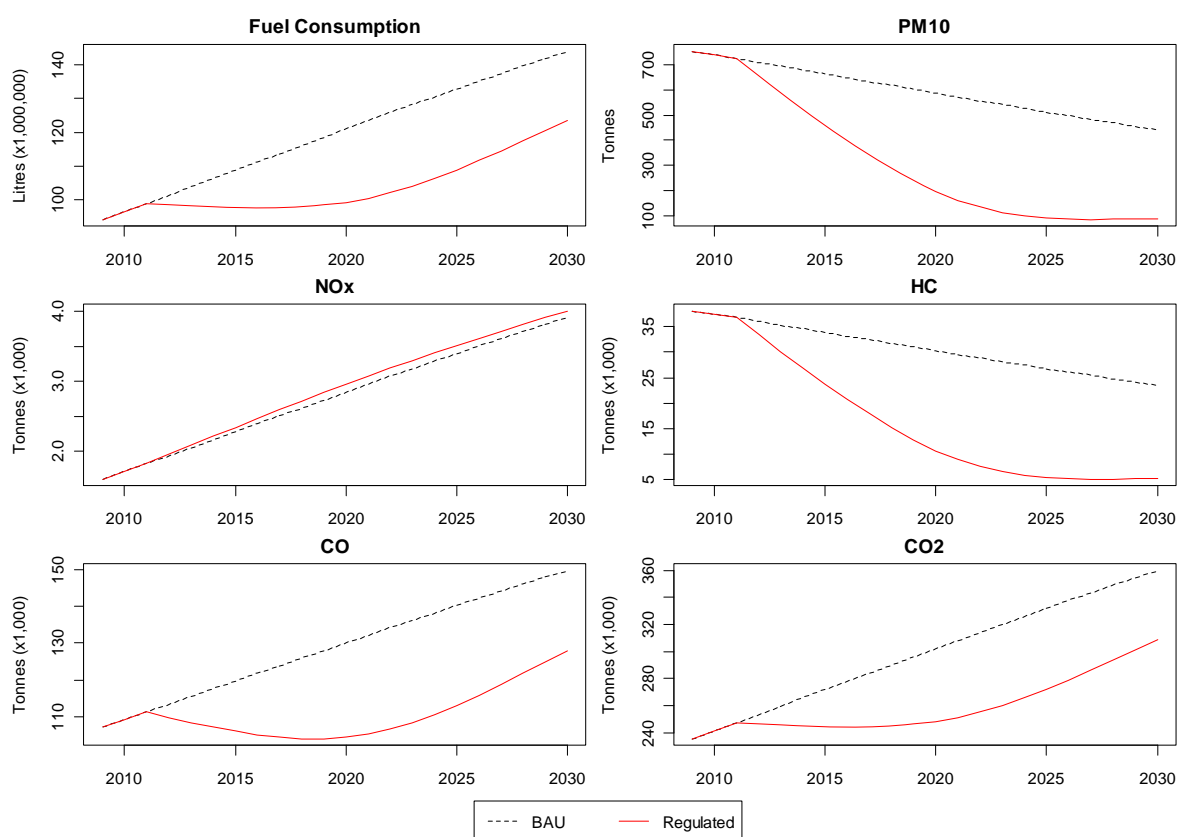 Fuel Consumption
Litres (x1,000,000)
140
120
100
2010 2015 2020 2025 2030
PM10
Tonnes
700
500
300
100
2010 2015 2020 2025 2030
NOx
Tonnes (x1,000)
4.0
3.0
2.0
2010 2015 2020 2025 2030
HC
Tonnes (x1,000)
35
25
15
5
2010 2015 2020 2025 2030
CO
Tonnes (x1,000)
150
130
110
2010 2015 2020 2025 2030
CO2
Tonnes (x1,000)
360
320
280
240
2010 2015 2020 2025 2030
BAU Regulated